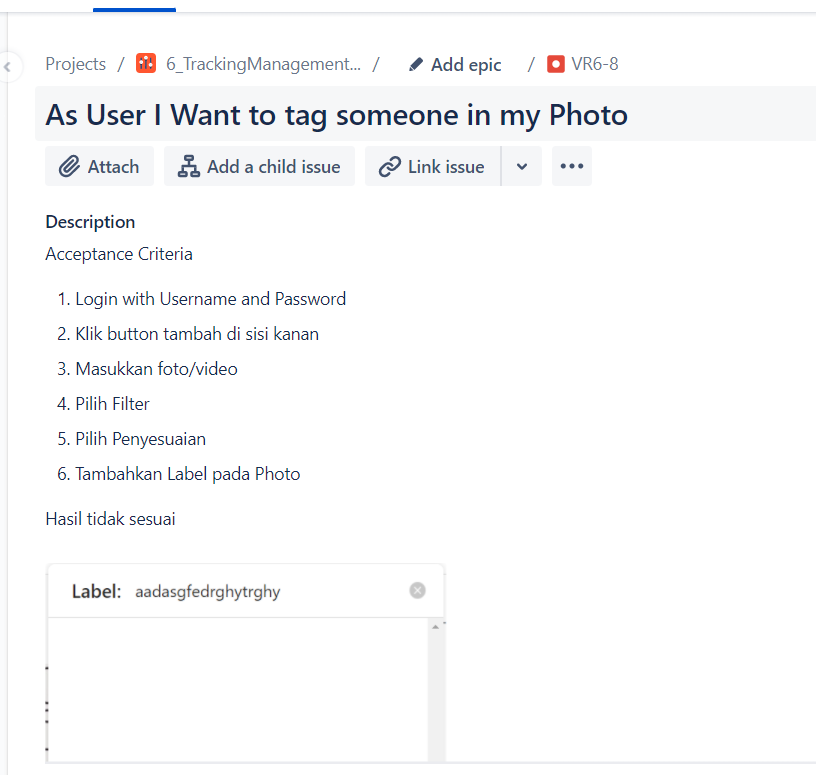 Projects / 6_TrackingManagement... / Add epic / VR6-8
As User I Want to tag someone in my Photo
Attach Add a child issue Link issue
Description
Acceptance Criteria
1. Login with Username and Password
2. Klik button tambah di sisi kanan
3. Masukkan foto/video
4. Pilih Filter
5. Pilih Penyesuaian
6. Tambahkan Label pada Photo
Hasil tidak sesuai
Label: aadasgfedrghytrghy